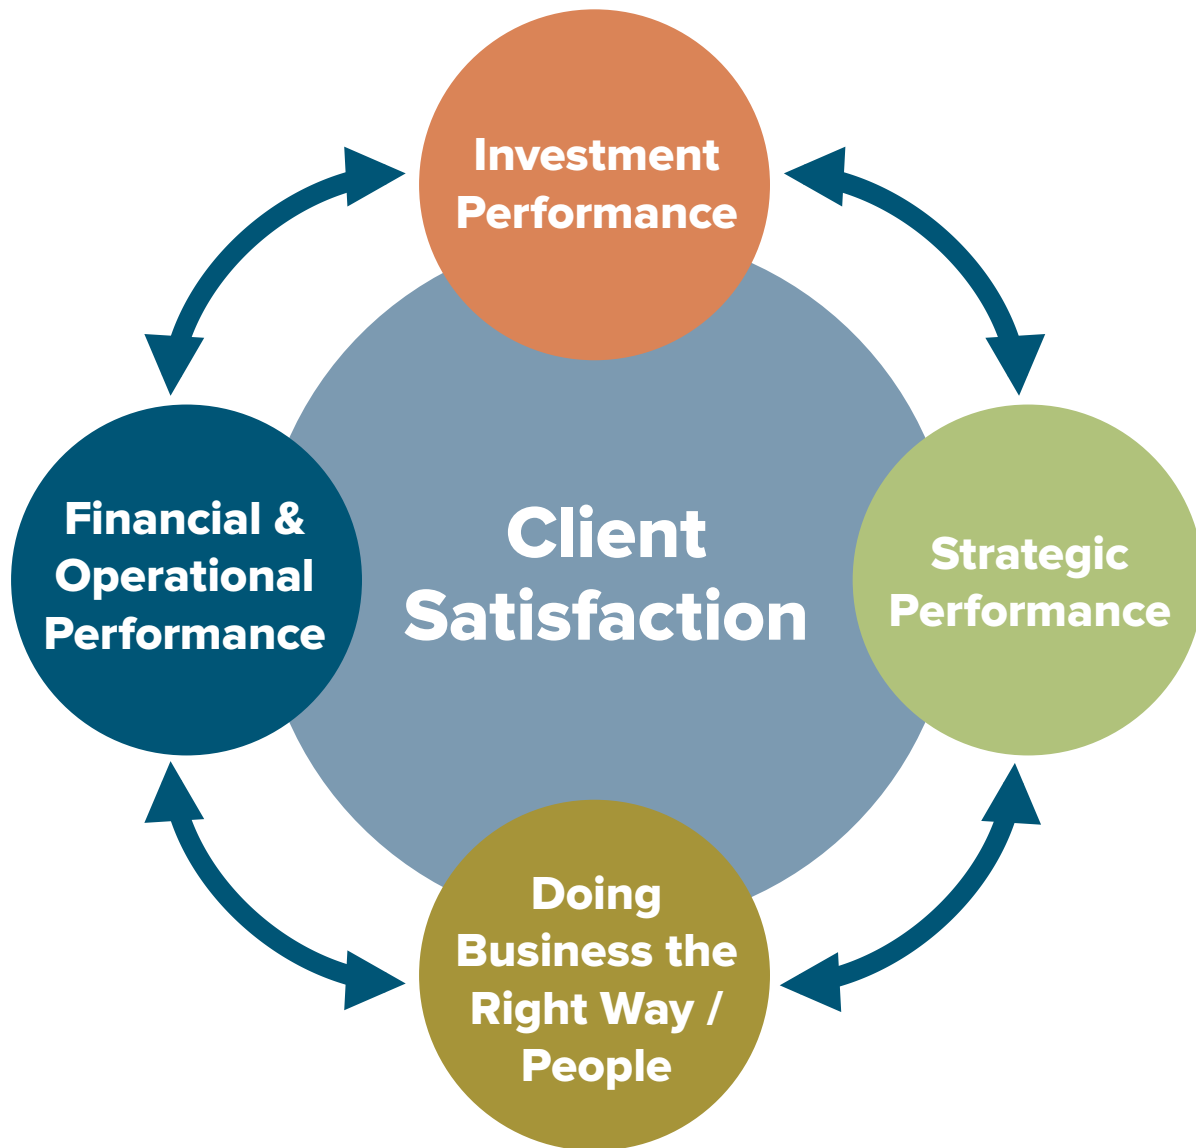 Investment
Performance
Financial &
Operational
Performance
Client
Satisfaction
Strategic
Performance
Doing
Business the
Right Way /
People